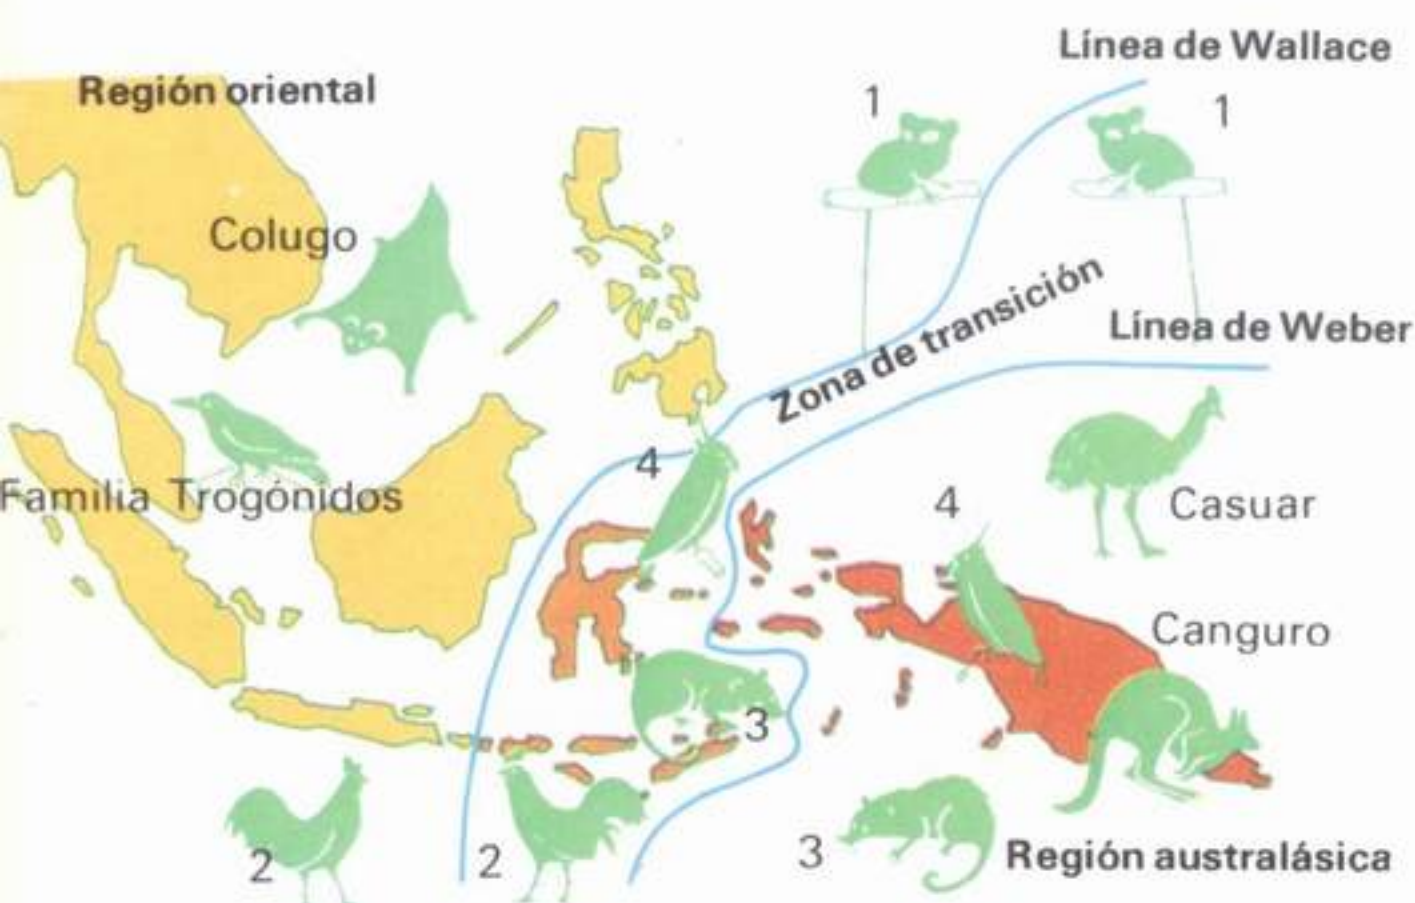 Línea de Wallace
Región oriental
1
1
Colugo
Zona de transición
Línea de Weber
4
Familia Trogónidos
4
Casuar
Canguro
3
2
2
3
Región australásica